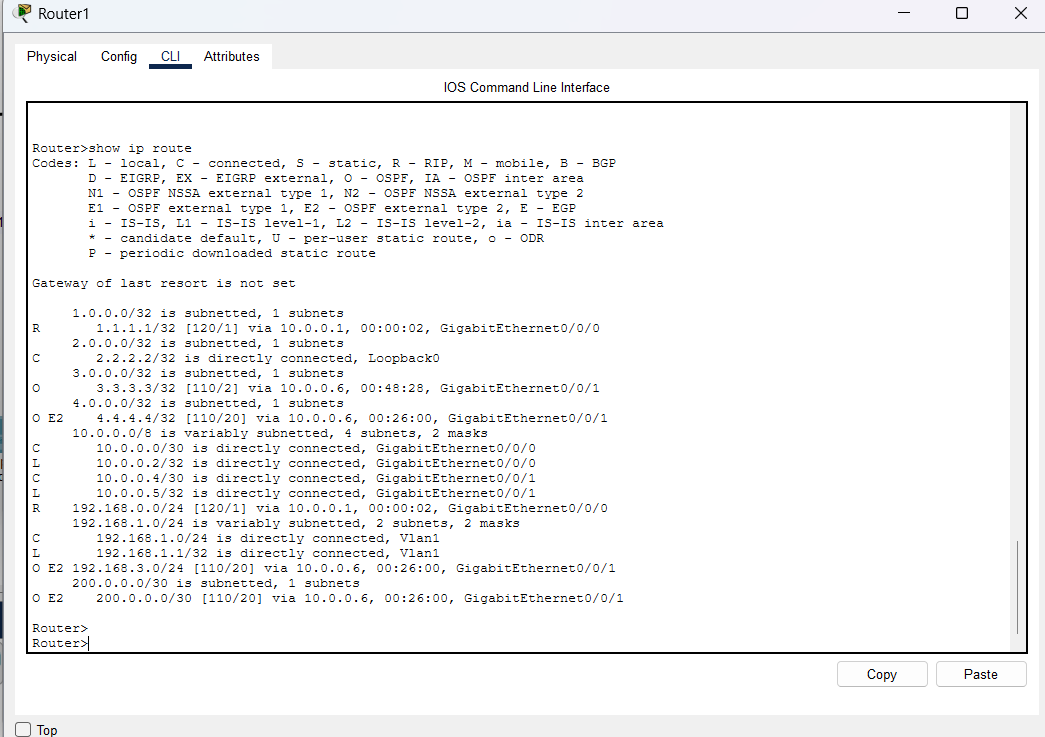 Router1
Physical Config CLI Attributes
IOS Command Line Interface
Router>show ip route
Codes: L - local, C - connected, S - static, R - RIP, M - mobile, B - BGP
       D - EIGRP, EX - EIGRP external, O - OSPF, IA - OSPF inter area
       N1 - OSPF NSSA external type 1, N2 - OSPF NSSA external type 2
       E1 - OSPF external type 1, E2 - OSPF external type 2, E - EGP
       i - IS-IS, L1 - IS-IS level-1, L2 - IS-IS level-2, ia - IS-IS inter area
       * - candidate default, U - per-user static route, o - ODR
       P - periodic downloaded static route
Gateway of last resort is not set
     1.0.0.0/32 is subnetted, 1 subnets
R       1.1.1.1/32 [120/1] via 10.0.0.1, 00:00:02, GigabitEthernet0/0/0
     2.0.0.0/32 is subnetted, 1 subnets
C       2.2.2.2/32 is directly connected, Loopback0
     3.0.0.0/32 is subnetted, 1 subnets
O       3.3.3.3/32 [110/2] via 10.0.0.6, 00:48:28, GigabitEthernet0/0/1
     4.0.0.0/32 is subnetted, 1 subnets
O E2    4.4.4.4/32 [110/20] via 10.0.0.6, 00:26:00, GigabitEthernet0/0/1
     10.0.0.0/8 is variably subnetted, 4 subnets, 2 masks
C       10.0.0.0/30 is directly connected, GigabitEthernet0/0/0
L       10.0.0.2/32 is directly connected, GigabitEthernet0/0/0
C       10.0.0.4/30 is directly connected, GigabitEthernet0/0/1
L       10.0.0.5/32 is directly connected, GigabitEthernet0/0/1
R    192.168.0.0/24 [120/1] via 10.0.0.1, 00:00:02, GigabitEthernet0/0/0
     192.168.1.0/24 is variably subnetted, 2 subnets, 2 masks
C       192.168.1.0/24 is directly connected, Vlan1
L       192.168.1.1/32 is directly connected, Vlan1
O E2 192.168.3.0/24 [110/20] via 10.0.0.6, 00:26:00, GigabitEthernet0/0/1
     200.0.0.0/30 is subnetted, 1 subnets
O E2    200.0.0.0/30 [110/20] via 10.0.0.6, 00:26:00, GigabitEthernet0/0/1
Router>
Router>
Copy Paste
Top